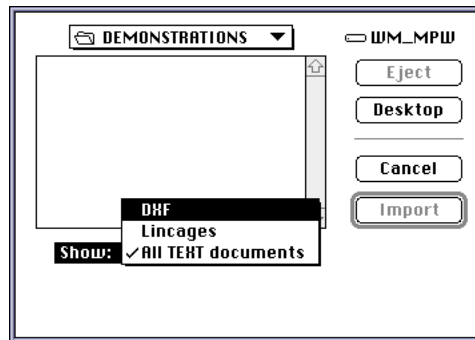 DEMONSTRATIONS
WM_MPW
Eject
Desktop
Cancel
Import
DXF
Lincages
Show: ✓All TEXT documents